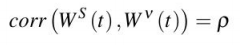 corr(W^S(t), W^ν(t)) = ρ